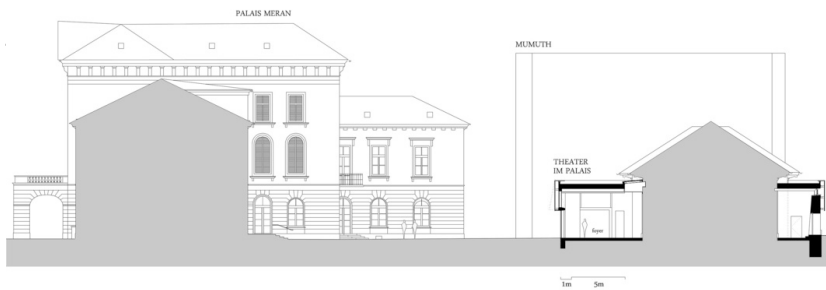 PALAIS MERAN
MUMUTH
THEATER
IM PALAIS
foyer
1m 5m